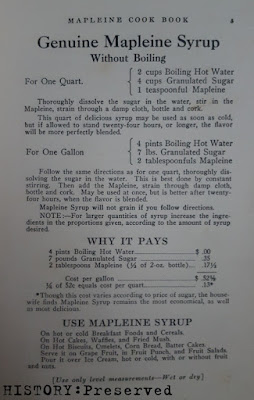 MAPLEINE COOK BOOK 3
Genuine Mapleine Syrup
Without Boiling
For One Quart. { 2 cups Boiling Hot Water
4 cups Granulated Sugar
1 teaspoonful Mapleine
Thoroughly dissolve the sugar in the water, stir in the
Mapleine, strain through a damp cloth, bottle and cork.
This quart of delicious syrup may be used as soon as cold,
but if allowed to stand twenty-four hours, or longer, the flavor
will be more perfectly blended.
For One Gallon { 4 pints Boiling Hot Water
7 lbs. Granulated Sugar
2 tablespoonfuls Mapleine
Follow the same directions as for one quart, thoroughly dis-
solving the sugar in the water. This is best done by constant
stirring. Then add the Mapleine, strain through damp cloth,
bottle and cork. May be used at once, but is better after twenty-
four hours, when the flavor is blended.
Mapleine Syrup will not grain if you follow directions.
NOTE:—For larger quantities of syrup increase the ingre-
dients in the proportions given, according to the amount of syrup
desired.
WHY IT PAYS
4 pints Boiling Hot Water $ .00
7 pounds Granulated Sugar .35
2 tablespoons Mapleine (½ of 2-oz. bottle) .17½
Cost per gallon $ .52½
¼ of 52c equals cost per quart .13*
*Though this cost varies according to price of sugar, the house-
wife finds Mapleine Syrup remains the most economical, as well
as most delicious.
USE MAPLEINE SYRUP
On hot or cold Breakfast Foods and Cereals.
On Hot Cakes, Waffles, and Fried Mush.
On Hot Biscuits, Omelets, Corn Bread, Batter Cakes.
Serve it on Grape Fruit, in Fruit Punch, and Fruit Salads.
Pour it over Ice Cream, hot or cold, with or without fruit
and nuts.
[Use only level measurements—Wet or dry]
HISTORY:Preserved